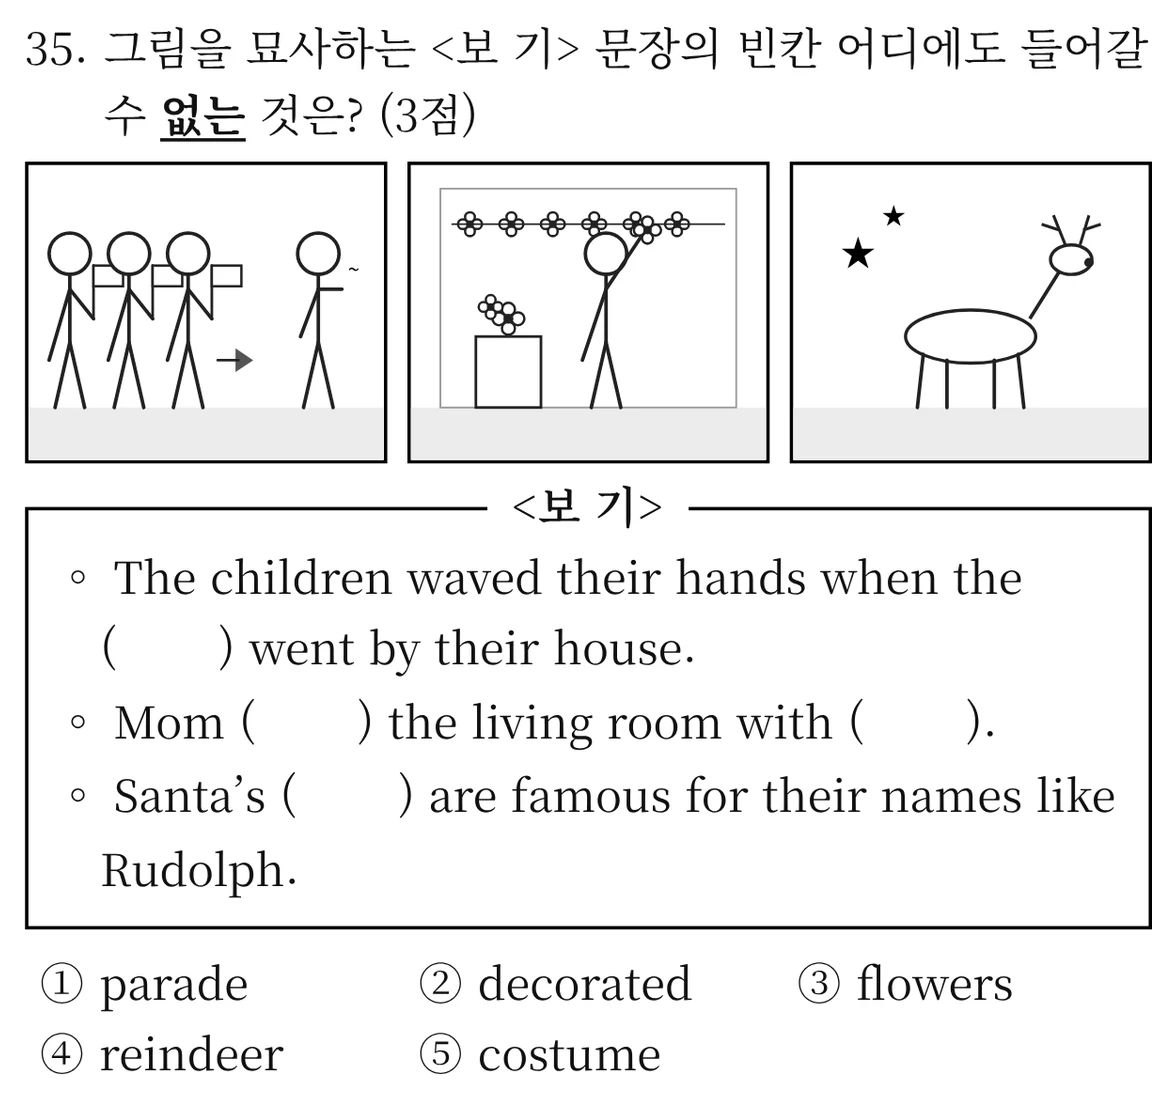 35. 그림을 묘사하는 <보 기> 문장의 빈칸 어디에도 들어갈
수 없는 것은? (3점)
~
<보 기>
◦ The children waved their hands when the
(        ) went by their house.
◦ Mom (        ) the living room with (        ).
◦ Santa’s (        ) are famous for their names like
Rudolph.
① parade ② decorated ③ flowers
④ reindeer ⑤ costume